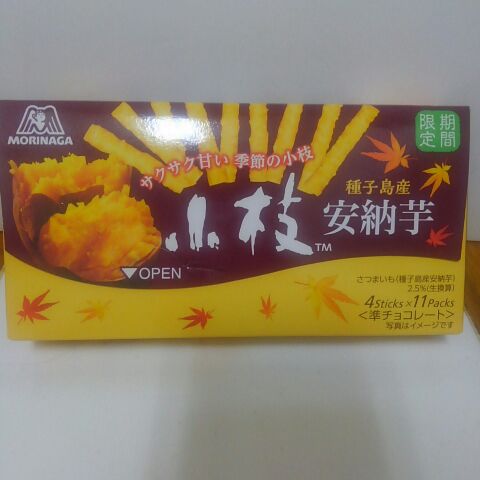 MORINAGA
期間
限定
サクサク甘い 季節の小枝
小枝™
種子島産
安納芋
▼OPEN
さつまいも(種子島産安納芋)
2.5%(生換算)
4Sticks×11Packs
<準チョコレート>
写真はイメージです